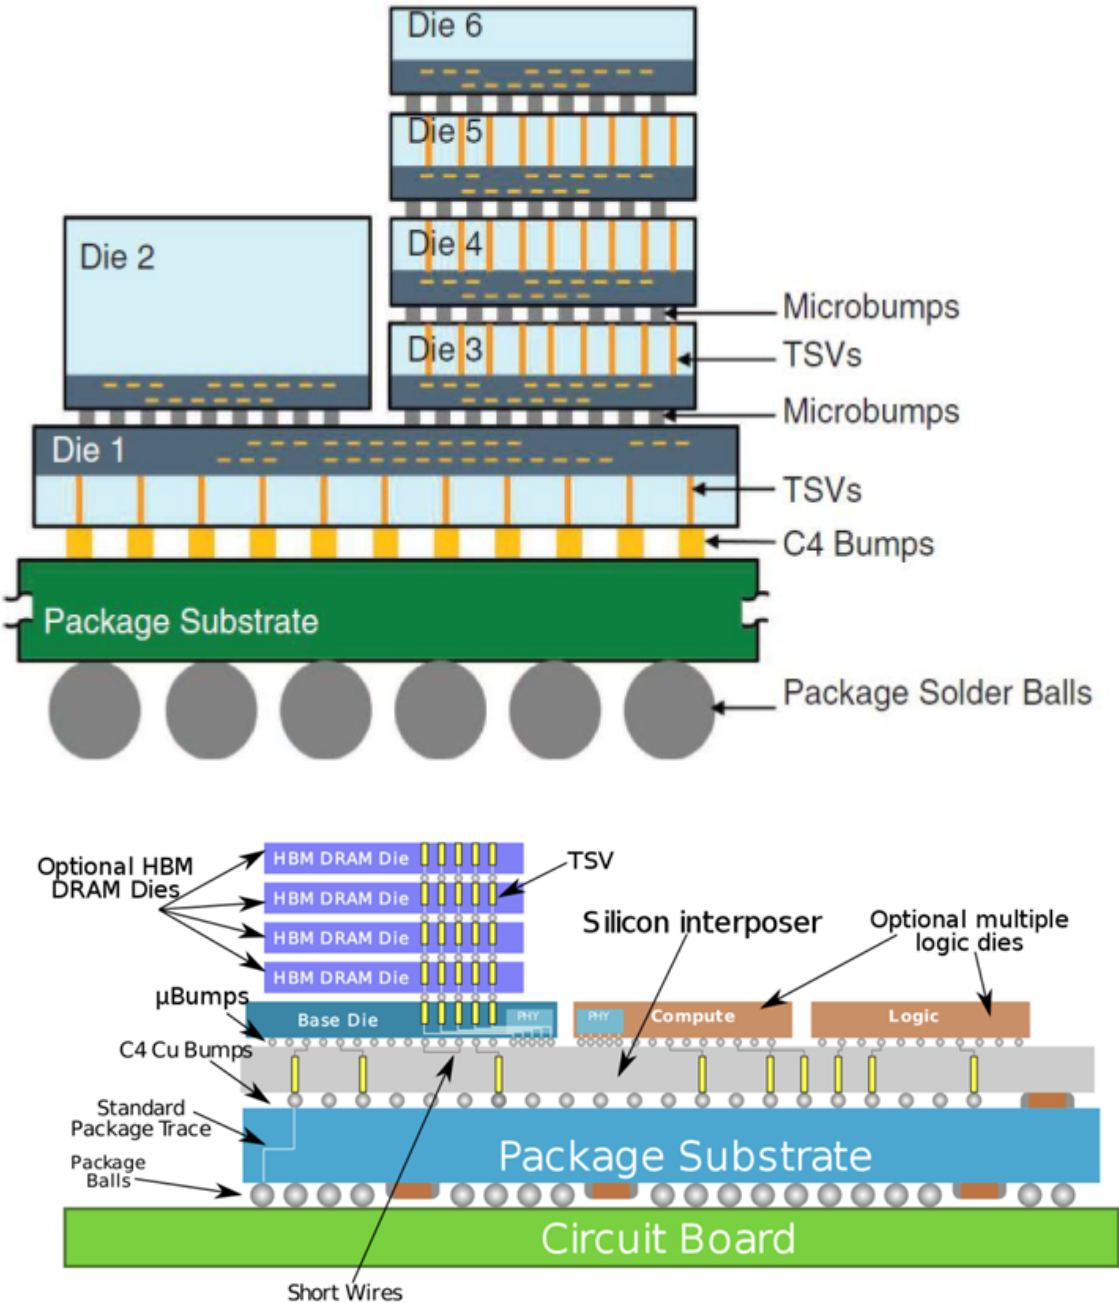 Die 6
Die 5
Die 4
Die 2
Microbumps
Die 3
TSVs
Microbumps
Die 1
TSVs
C4 Bumps
Package Substrate
Package Solder Balls
Optional HBM
DRAM Dies
HBM DRAM Die
TSV
HBM DRAM Die
HBM DRAM Die
HBM DRAM Die
Silicon interposer
Optional multiple
logic dies
µBumps
Base Die
PHY
PHY
Compute
Logic
C4 Cu Bumps
Standard
Package Trace
Package
Balls
Package Substrate
Circuit Board
Short Wires